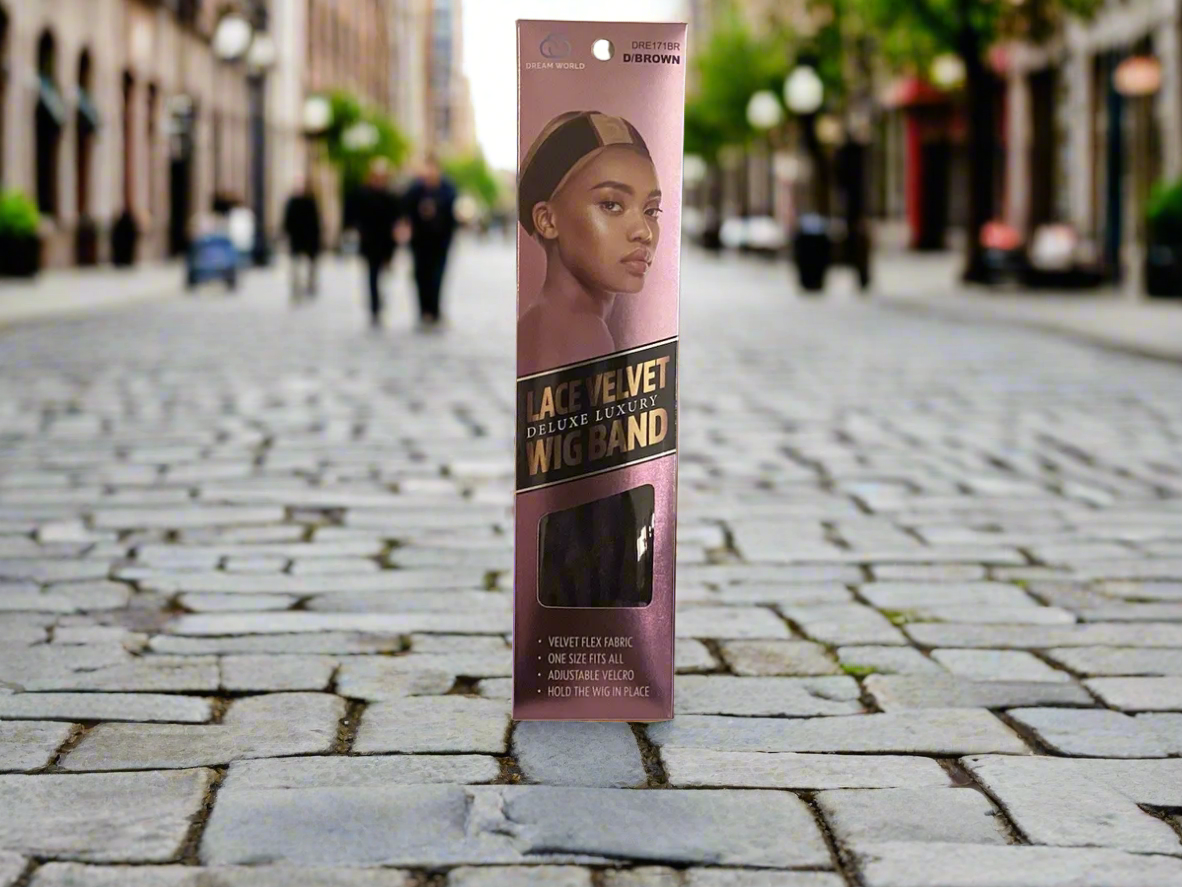 DREAM WORLD
DRE171BR
D/BROWN
LACE VELVET
DELUXE LUXURY
WIG BAND
• VELVET FLEX FABRIC
• ONE SIZE FITS ALL
• ADJUSTABLE VELCRO
• HOLD THE WIG IN PLACE